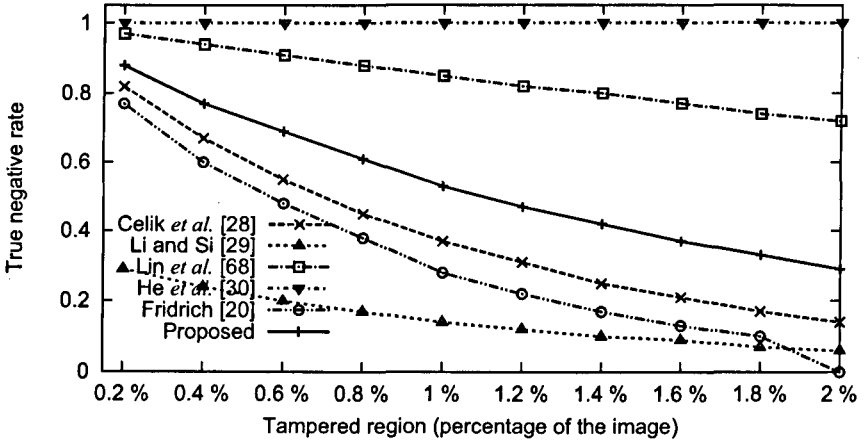 1
0.8
0.6
0.4
0.2
0
True negative rate
Celik et al. [28]
Li and Si [29]
Lin et al. [68]
He et al. [30]
Fridrich [20]
Proposed
0.2 % 0.4 % 0.6 % 0.8 % 1 % 1.2 % 1.4 % 1.6 % 1.8 % 2 %
Tampered region (percentage of the image)